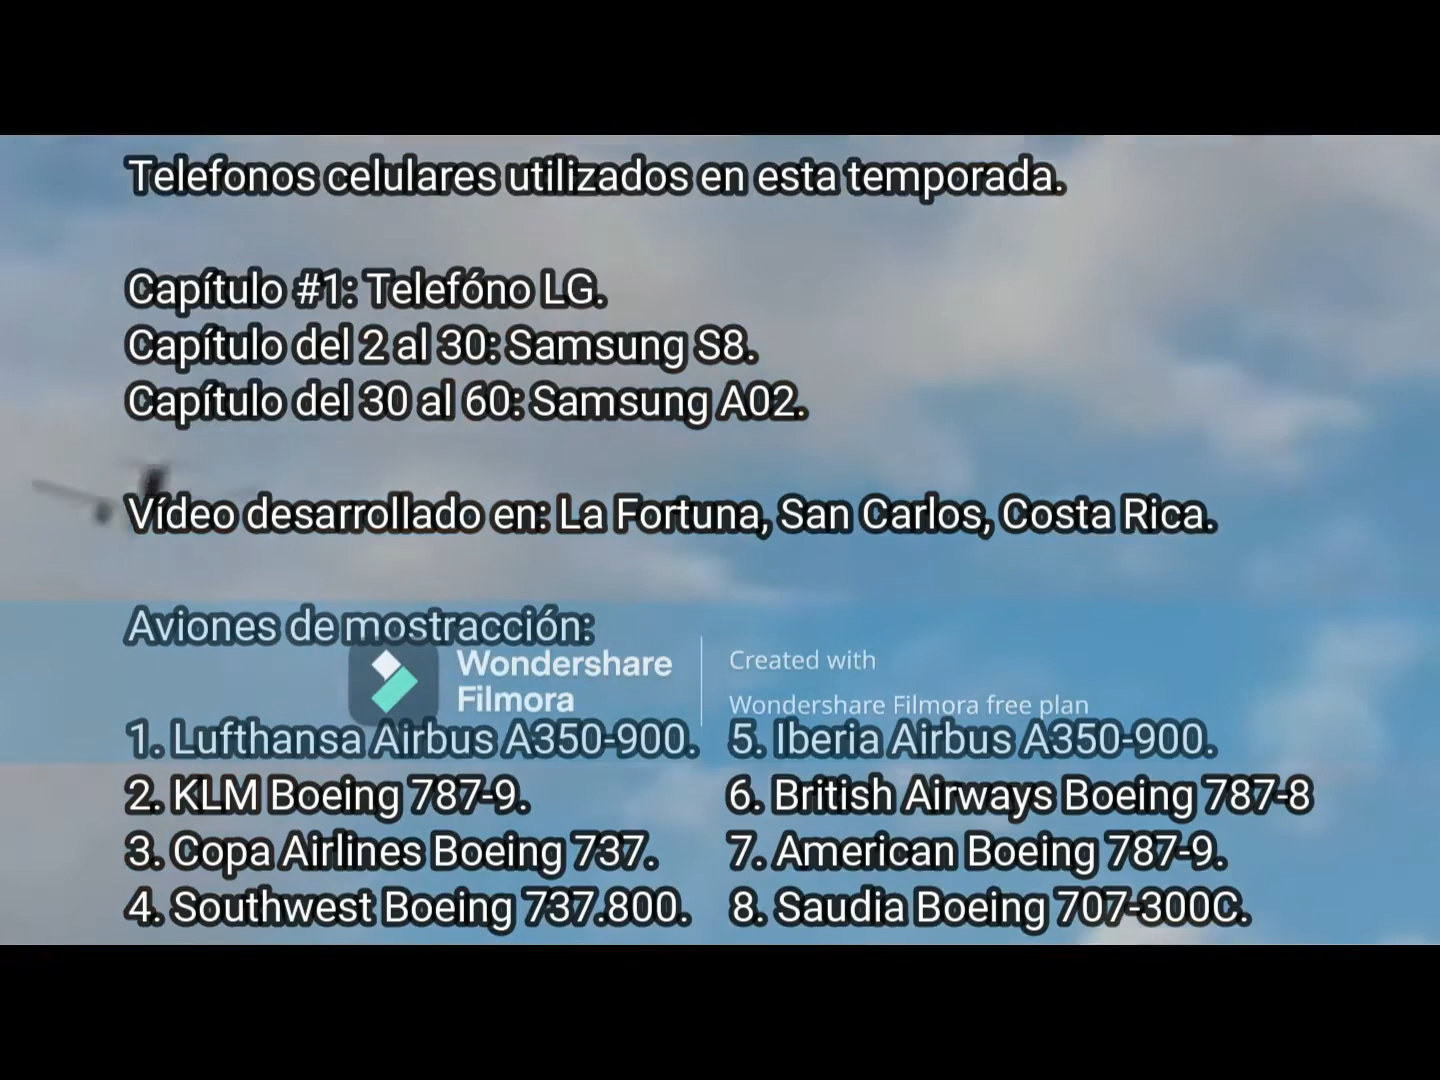 Telefonos celulares utilizados en esta temporada.
Capítulo #1: Telefóno LG.
Capítulo del 2 al 30: Samsung S8.
Capítulo del 30 al 60: Samsung A02.
Vídeo desarrollado en: La Fortuna, San Carlos, Costa Rica.
Aviones de mostracción:
Wondershare
Filmora
Created with
Wondershare Filmora free plan
1. Lufthansa Airbus A350-900.
2. KLM Boeing 787-9.
3. Copa Airlines Boeing 737.
4. Southwest Boeing 737.800.
5. Iberia Airbus A350-900.
6. British Airways Boeing 787-8
7. American Boeing 787-9.
8. Saudia Boeing 707-300C.